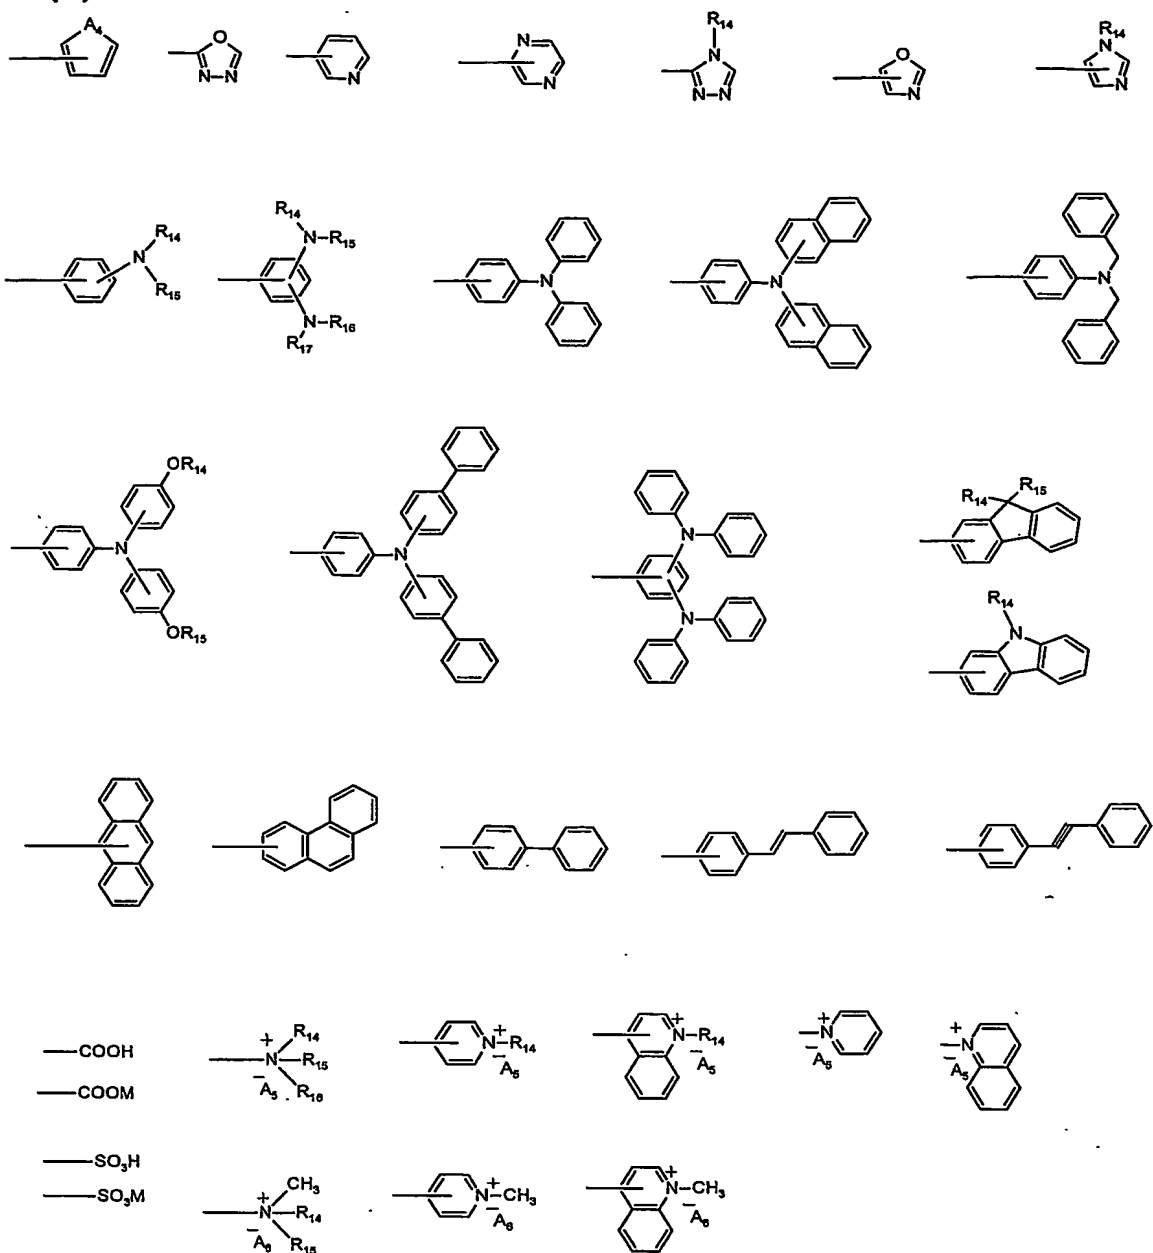 A₄ O N N N N N R₁₄ N N N O N R₁₄ N N
R₁₄ N R₁₅
R₁₄ N-R₁₅ N-R₁₆ R₁₇
N
N
N
OR₁₄ N OR₁₅
N
N N
R₁₄ R₁₅
R₁₄ N
COOH
COOM
+ N R₁₄ R₁₅ R₁₆ ⁻A₅
+ N-R₁₄ ⁻A₅
+ N-R₁₄ ⁻A₅
+ N ⁻A₅
+ N ⁻A₅
SO₃H
SO₃M
+ N CH₃ R₁₄ R₁₅ ⁻A₆
+ N-CH₃ ⁻A₆
+ N-CH₃ ⁻A₆